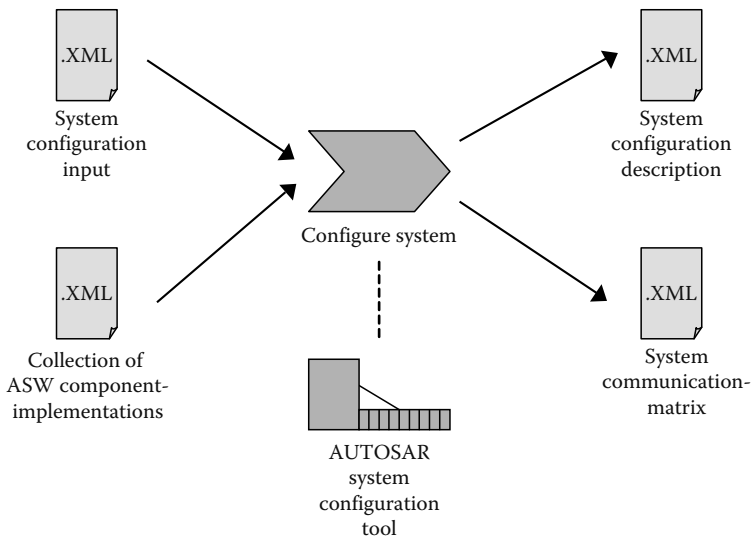 .XML
System
configuration
input
.XML
System
configuration
description
Configure system
.XML
Collection of
ASW component-
implementations
.XML
System
communication-
matrix
AUTOSAR
system
configuration
tool